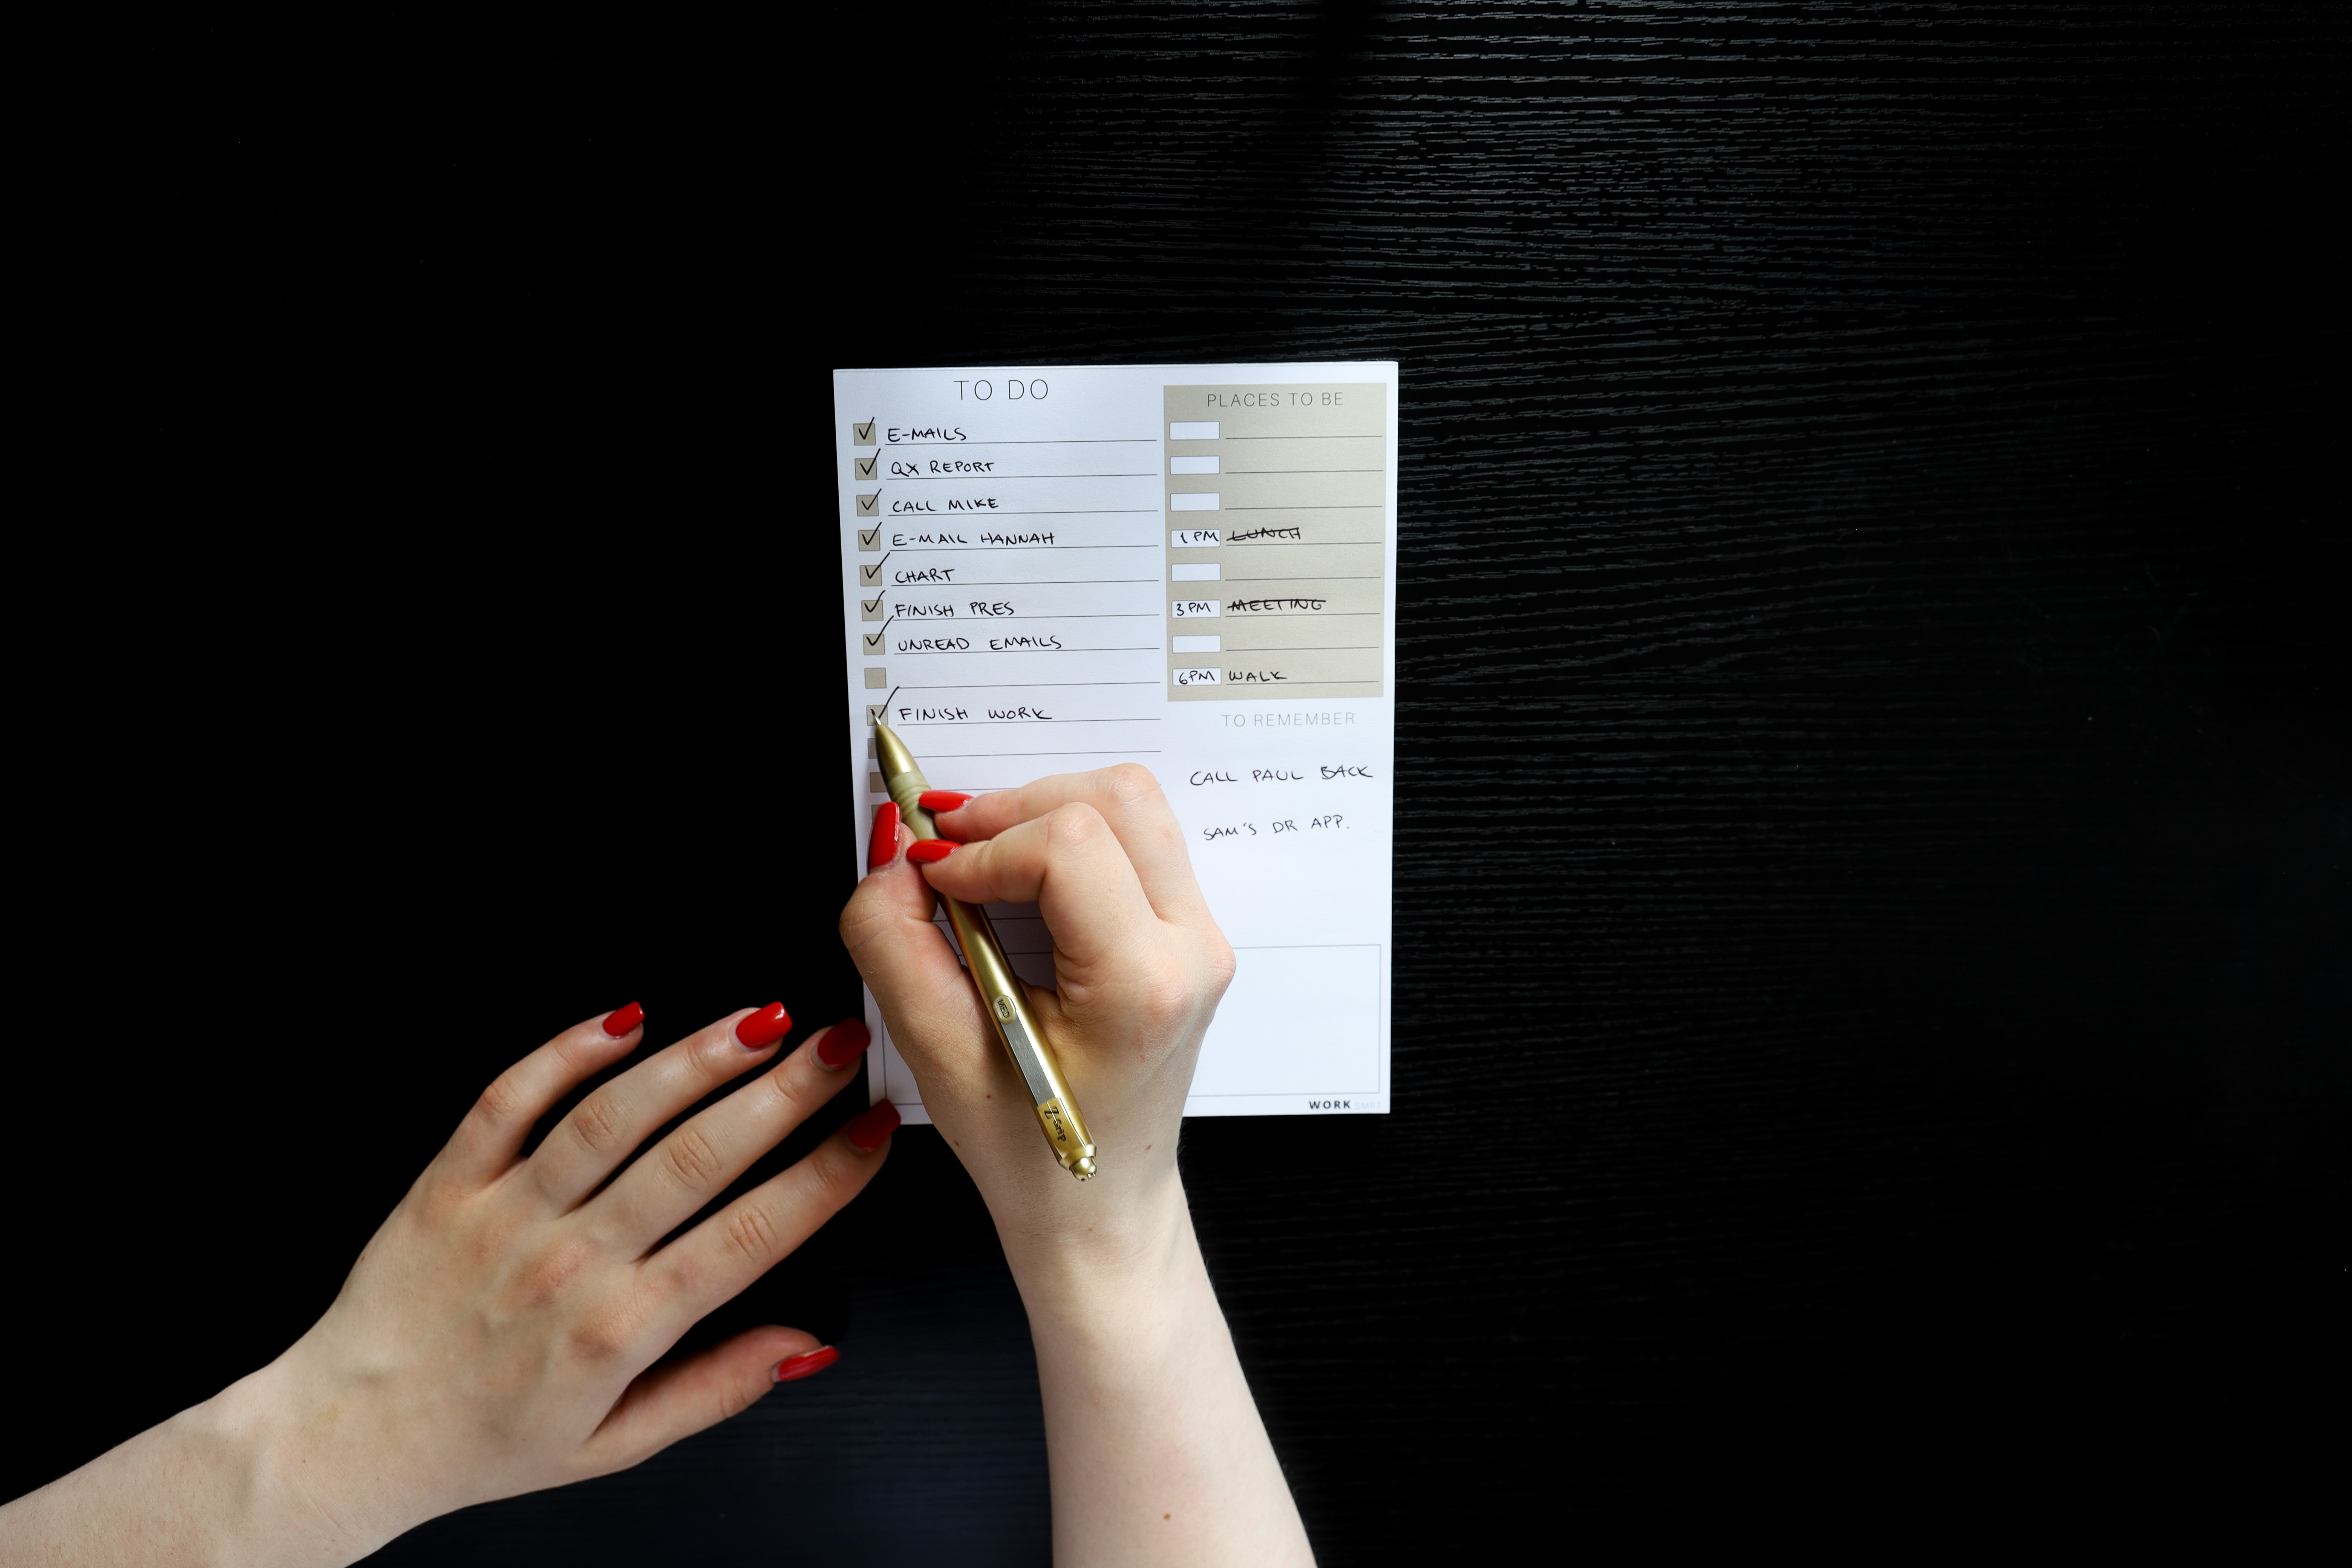 TO DO
E-MAILS
QX REPORT
CALL MIKE
E-MAIL HANNAH
CHART
FINISH PRES
UNREAD EMAILS
FINISH WORK
PLACES TO BE
1 PM LUNCH
3 PM MEETING
6PM WALK
TO REMEMBER
CALL PAUL BACK
SAM'S DR APP.
WORK
Z-Grip